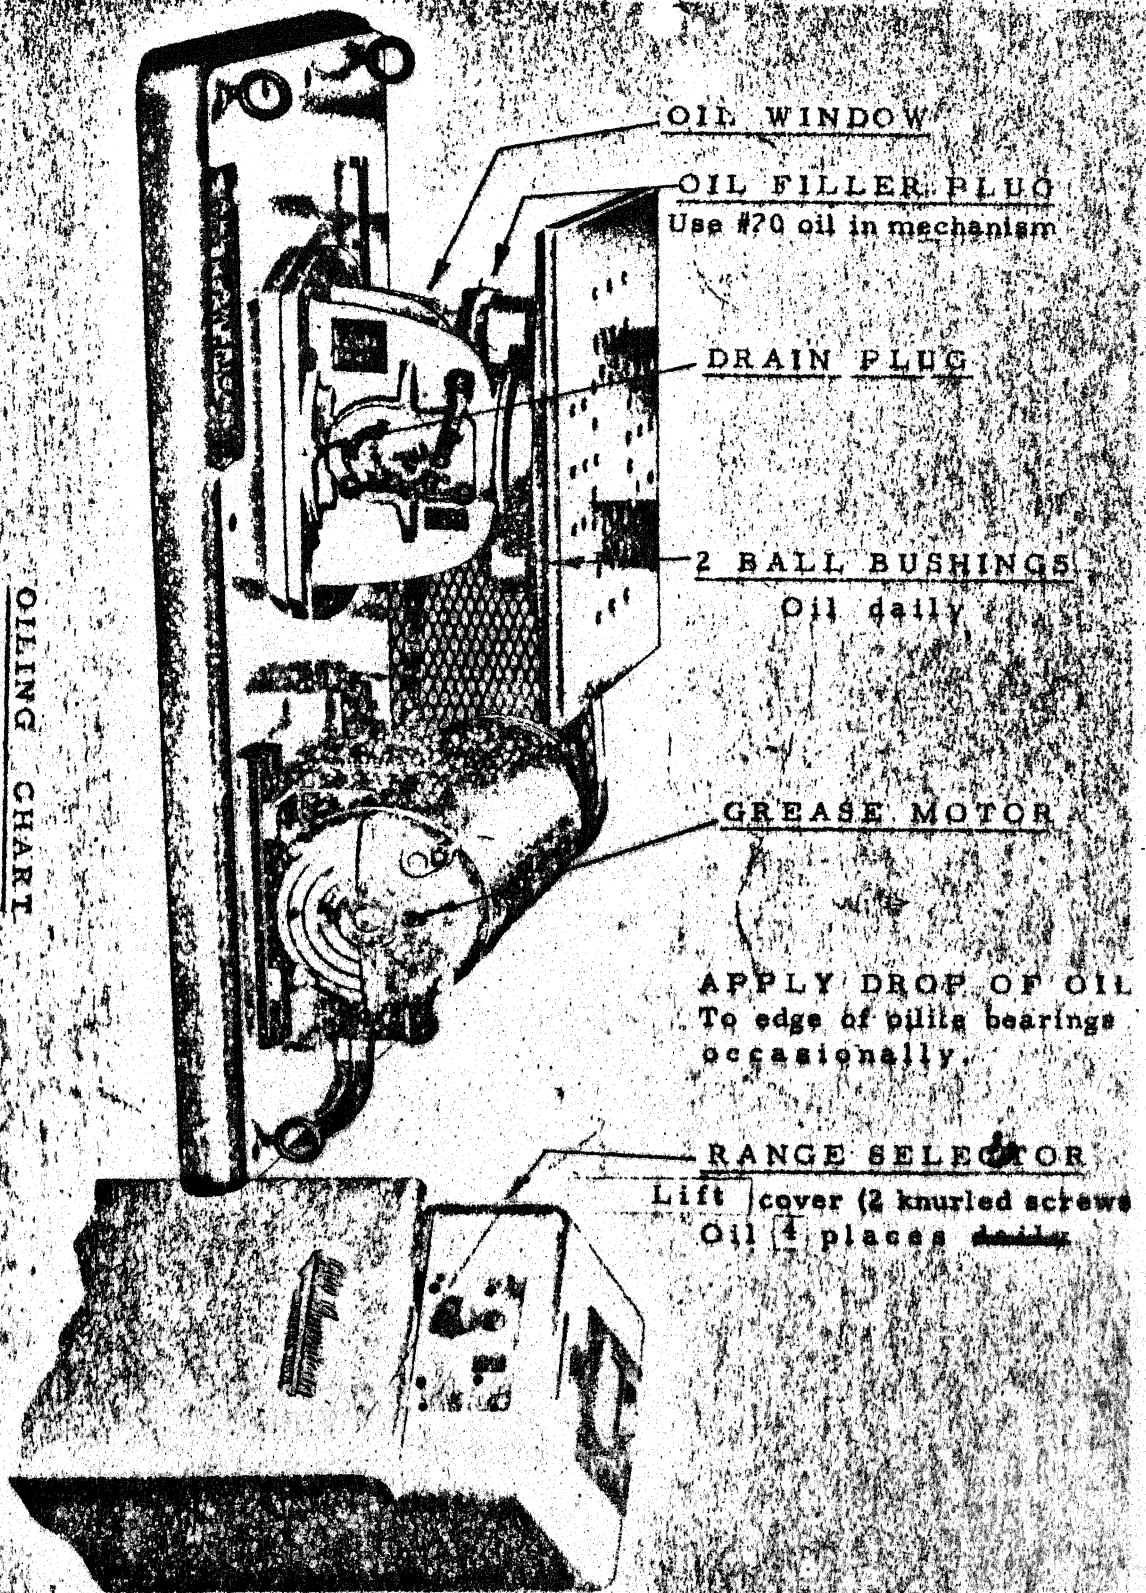 OIL WINDOW
OIL FILLER PLUG
Use #20 oil in mechanism
DRAIN PLUG
2 BALL BUSHINGS
Oil daily
GREASE MOTOR
APPLY DROP OF OIL
To edge of oilite bearings
occasionally.
RANGE SELECTOR
Lift cover (2 knurled screws
Oil 4 places daily
OILING CHART